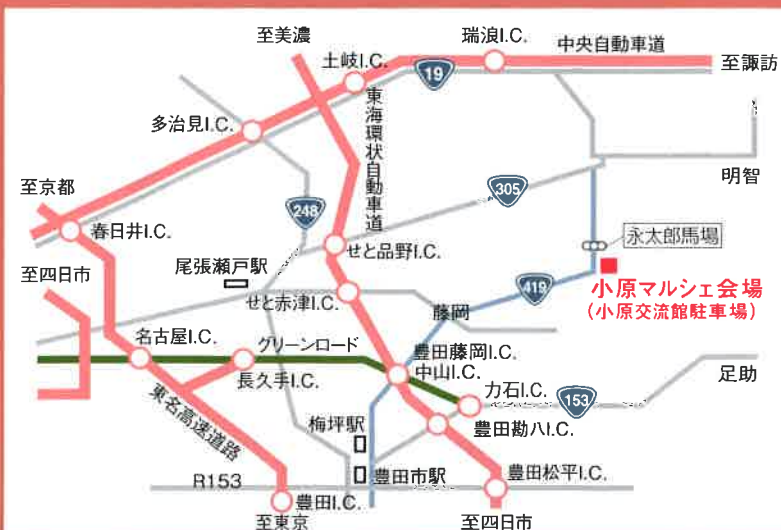 至美濃
瑞浪I.C.
中央自動車道
土岐I.C.
至諏訪
19
多治見I.C.
東海環状自動車道
明智
至京都
305
248
春日井I.C.
永太郎馬場
せと品野I.C.
至四日市
尾張瀬戸駅
419
小原マルシェ会場
(小原交流館駐車場)
せと赤津I.C.
藤岡
名古屋I.C.
グリーンロード
豊田藤岡I.C.
中山I.C.
長久手I.C.
足助
力石I.C.
153
東名高速道路
梅坪駅
豊田勘八I.C.
R153
豊田市駅
豊田松平I.C.
豊田I.C.
至東京
至四日市